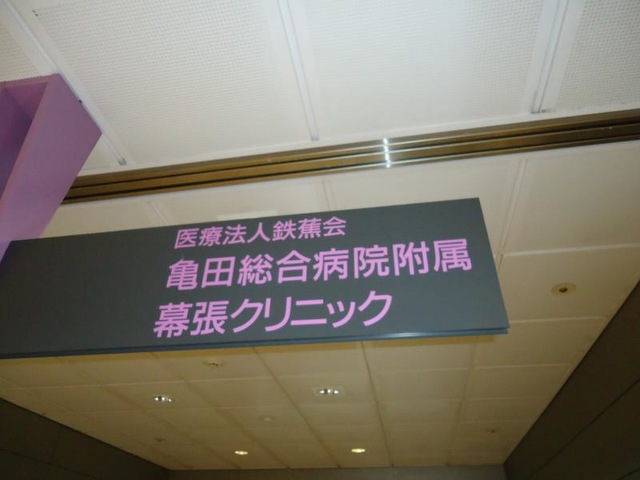 医療法人鉄蕉会
亀田総合病院附属
幕張クリニック